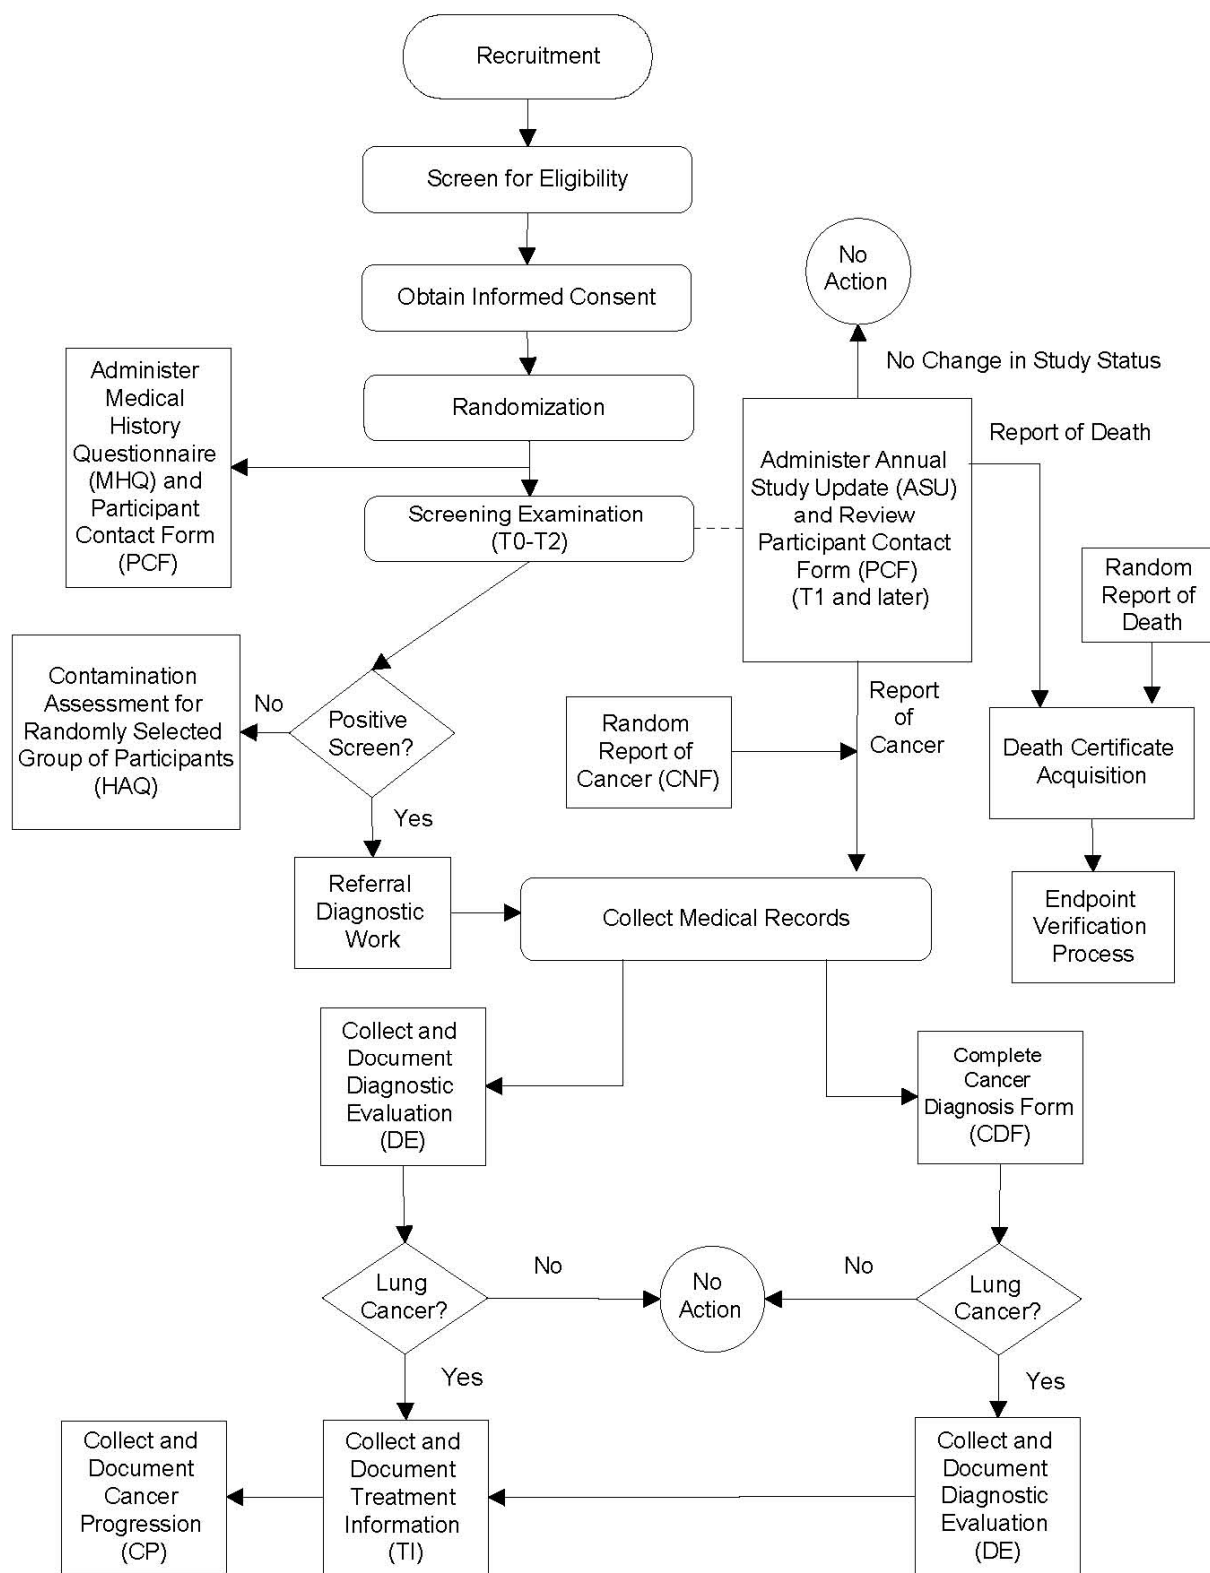 Recruitment
Screen for Eligibility
Obtain Informed Consent
No
Action
No Change in Study Status
Administer
Medical
History
Questionnaire
(MHQ) and
Participant
Contact Form
(PCF)
Randomization
Report of Death
Administer Annual
Study Update (ASU)
and Review
Participant Contact
Form (PCF)
(T1 and later)
Screening Examination
(T0-T2)
Random
Report of
Death
Contamination
Assessment for
Randomly Selected
Group of Participants
(HAQ)
No
Positive
Screen?
Random
Report of
Cancer (CNF)
Report
of
Cancer
Death Certificate
Acquisition
Yes
Referral
Diagnostic
Work
Collect Medical Records
Endpoint
Verification
Process
Collect and
Document
Diagnostic
Evaluation
(DE)
Complete
Cancer
Diagnosis Form
(CDF)
Lung
Cancer?
No
No
Action
No
Lung
Cancer?
Yes
Yes
Collect and
Document
Cancer
Progression
(CP)
Collect and
Document
Treatment
Information
(TI)
Collect and
Document
Diagnostic
Evaluation
(DE)